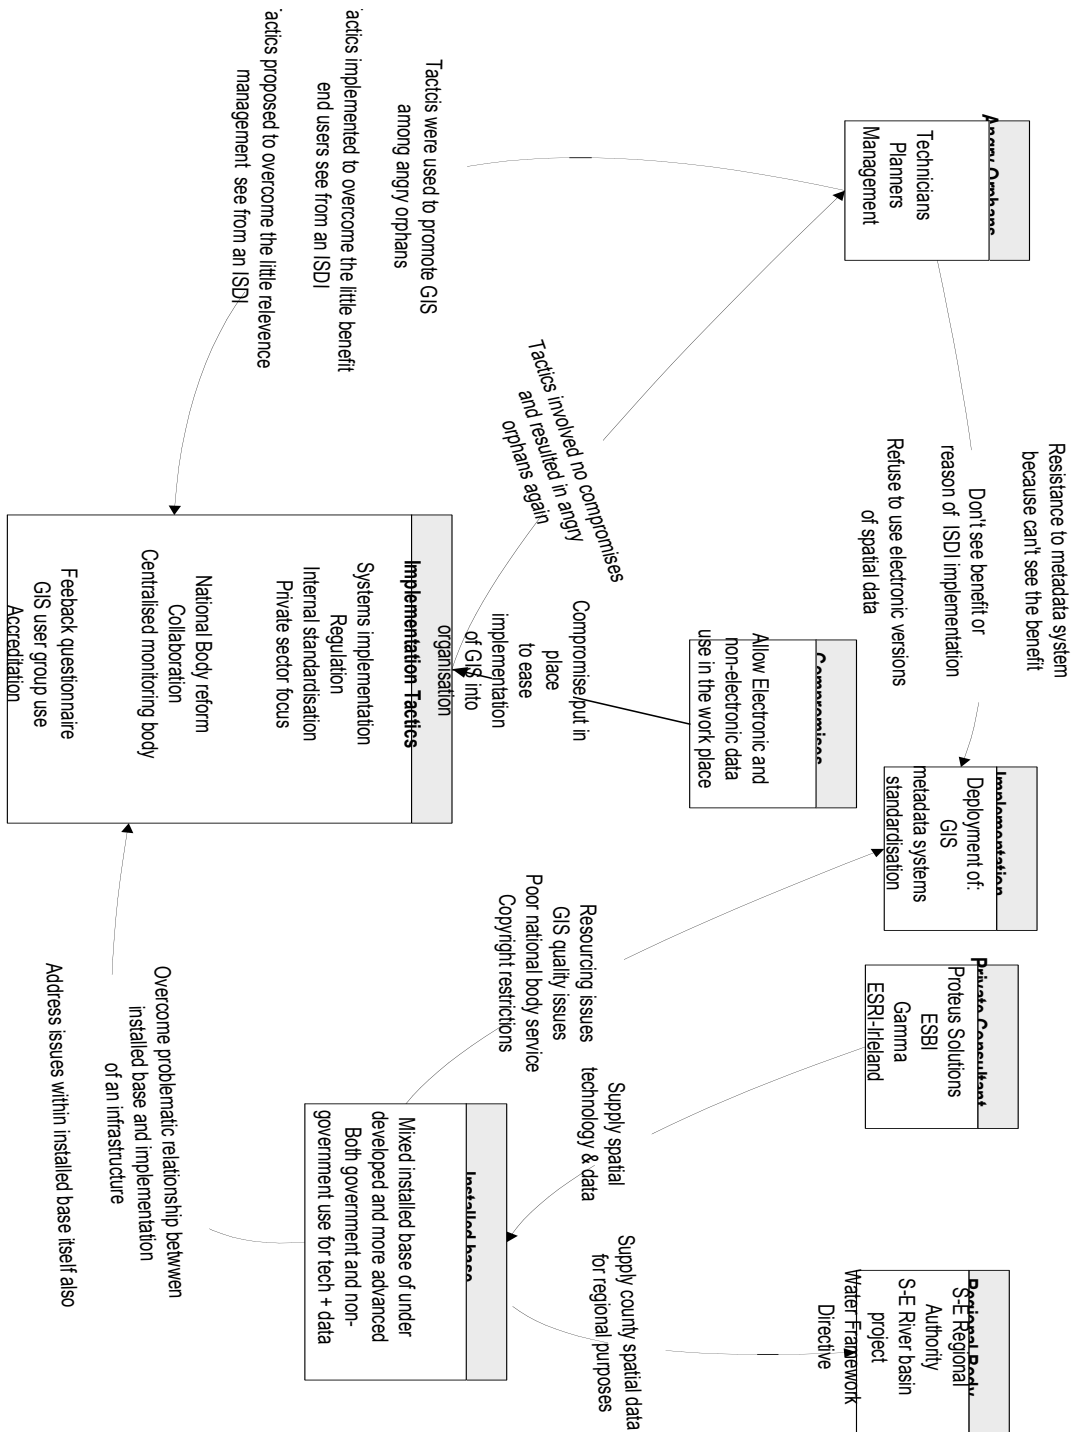 Angry Orphans
Technicians
Planners
Management
Tactcis were used to promote GIS
among angry orphans
actics implemented to overcome the little benefit
end users see from an ISDI
actics proposed to overcome the little relevence
management see from an ISDI
Resistance to metadata system
because can't see the benefit
Don't see benefit or
reason of ISDI implementation
Refuse to use electronic versions
of spatial data
Tactics involved no compromises
and resulted in angry
orphans again
Compromises
Allow Electronic and
non-electronic data
use in the work place
Compromise/put in
place
to ease
implementation
of GIS into
organisation
Implementation Tactics
Systems implementation
Regulation
Internal standardisation
Private sector focus
National Body reform
Collaboration
Centralised monitoring body
Feeback questionnaire
GIS user group use
Accreditation
Implementation
Deployment of:
GIS
metadata systems
standardisation
Resourcing issues
GIS quality issues
Poor national body service
Copyright restrictions
Private Consultant
Proteus Solutions
ESBI
Gamma
ESRI-Irleland
Supply spatial
technology & data
Installed base
Mixed installed base of under
developed and more advanced
Both government and non-
government use for tech + data
Overcome problematic relationship betwwen
installed base and implementation
of an infrastructure
Address issues within installed base itself also
Supply county spatial data
for regional purposes
Regional Body
S-E Regional
Authority
S-E River basin
project
Water Framework
Directive